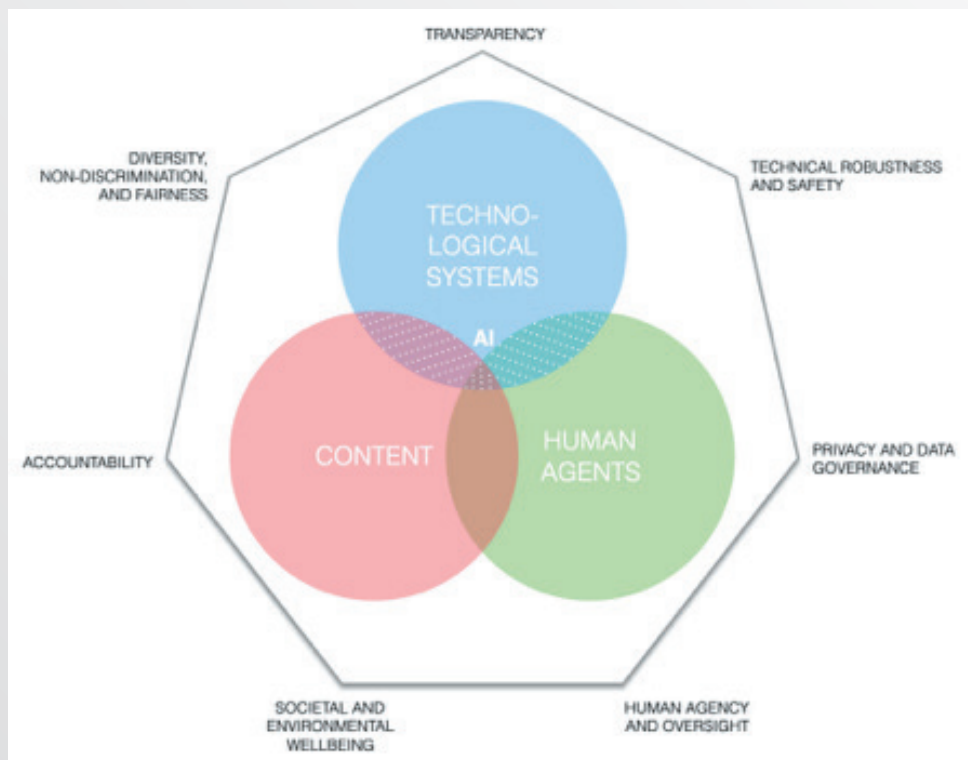 TRANSPARENCY
DIVERSITY,
NON-DISCRIMINATION,
AND FAIRNESS
TECHNICAL ROBUSTNESS
AND SAFETY
TECHNO-
LOGICAL
SYSTEMS
AI
CONTENT
HUMAN
AGENTS
ACCOUNTABILITY
PRIVACY AND DATA
GOVERNANCE
SOCIETAL AND
ENVIRONMENTAL
WELLBEING
HUMAN AGENCY
AND OVERSIGHT